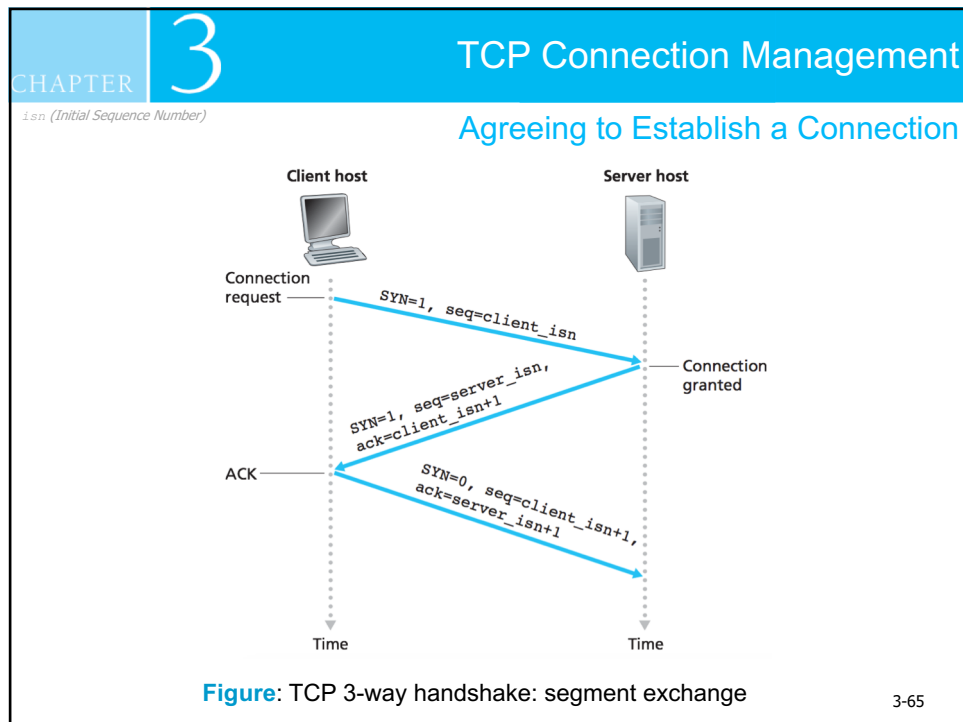 CHAPTER 3
TCP Connection Management
isn (Initial Sequence Number)
Agreeing to Establish a Connection
Client host
Server host
Connection
request
SYN=1, seq=client_isn
Connection
granted
SYN=1, seq=server_isn,
ack=client_isn+1
ACK
SYN=0, seq=client_isn+1,
ack=server_isn+1
Time
Time
Figure: TCP 3-way handshake: segment exchange
3-65